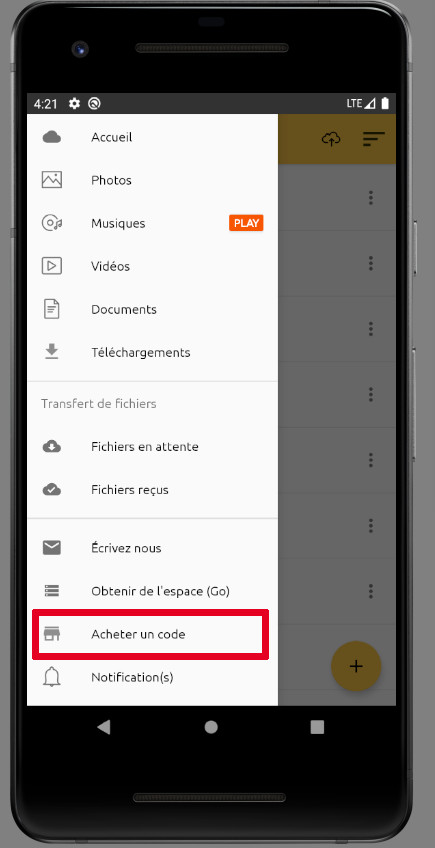 4:21 LTE
Accueil
Photos
Musiques PLAY
Vidéos
Documents
Téléchargements
Transfert de fichiers
Fichiers en attente
Fichiers reçus
Écrivez nous
Obtenir de l'espace (Go)
Acheter un code
Notification(s)